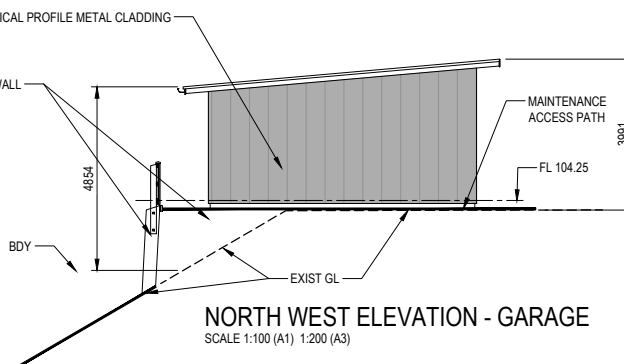 ICAL PROFILE METAL CLADDING
WALL
MAINTENANCE
ACCESS PATH
3991
FL 104.25
4854
BDY
EXIST GL
NORTH WEST ELEVATION - GARAGE
SCALE 1:100 (A1) 1:200 (A3)